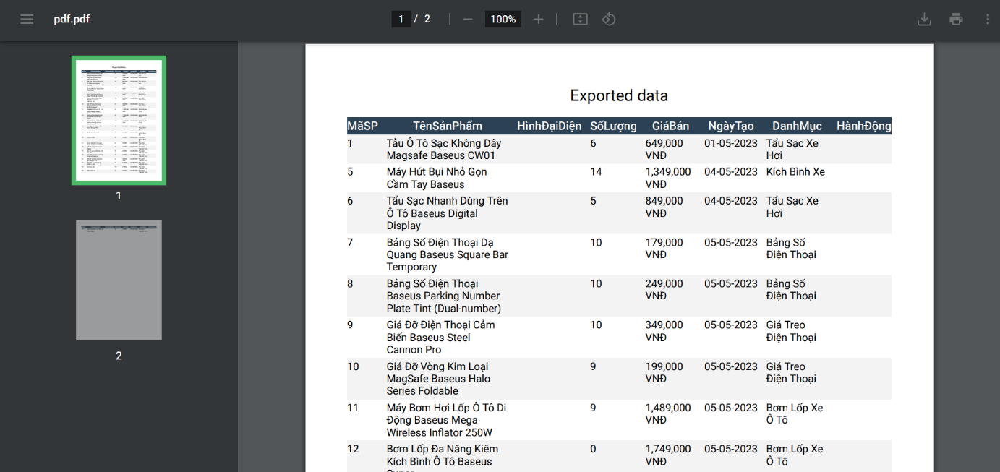 pdf.pdf
1 / 2
100%
1
2
Exported data
MãSP TênSảnPhẩm HìnhĐạiDiện SốLượng GiáBán NgàyTạo DanhMục HànhĐộng
1 Tẩu Ô Tô Sạc Không Dây 6 649,000 01-05-2023 Tẩu Sạc Xe
Magsafe Baseus CW01 VNĐ Hơi
5 Máy Hút Bụi Nhỏ Gọn 14 1,349,000 04-05-2023 Kích Bình Xe
Cầm Tay Baseus VNĐ
6 Tẩu Sạc Nhanh Dùng Trên 5 849,000 04-05-2023 Tẩu Sạc Xe
Ô Tô Baseus Digital VNĐ Hơi
Display
7 Bảng Số Điện Thoại Dạ 10 179,000 05-05-2023 Bảng Số
Quang Baseus Square Bar VNĐ Điện Thoại
Temporary
8 Bảng Số Điện Thoại 10 249,000 05-05-2023 Bảng Số
Baseus Parking Number VNĐ Điện Thoại
Plate Tint (Dual-number)
9 Giá Đỡ Điện Thoại Cảm 10 349,000 05-05-2023 Giá Treo
Biến Baseus Steel VNĐ Điện Thoại
Cannon Pro
10 Giá Đỡ Vòng Kim Loại 9 199,000 05-05-2023 Giá Treo
MagSafe Baseus Halo VNĐ Điện Thoại
Series Foldable
11 Máy Bơm Hơi Lốp Ô Tô Di 9 1,489,000 05-05-2023 Bơm Lốp Xe
Động Baseus Mega VNĐ Ô Tô
Wireless Inflator 250W
12 Bơm Lốp Đa Năng Kiêm 0 1,749,000 05-05-2023 Bơm Lốp Xe
Kích Bình Ô Tô Baseus VNĐ Ô Tô